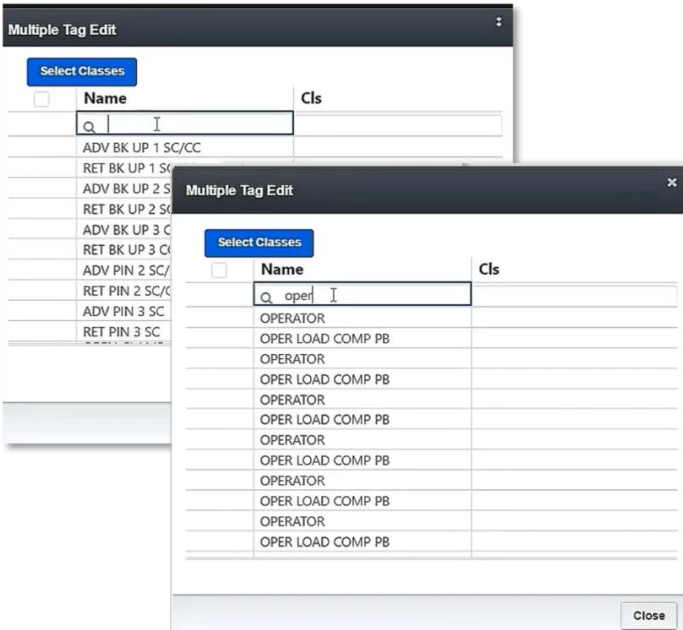 Multiple Tag Edit
Select Classes
Name Cls
ADV BK UP 1 SC/CC
RET BK UP 1 SC
ADV BK UP 2 S
RET BK UP 2 S
ADV BK UP 3 C
RET BK UP 3 C
ADV PIN 2 SC/
RET PIN 2 SC/
ADV PIN 3 SC
RET PIN 3 SC
Multiple Tag Edit
Select Classes
Name Cls
oper
OPERATOR
OPER LOAD COMP PB
OPERATOR
OPER LOAD COMP PB
OPERATOR
OPER LOAD COMP PB
OPERATOR
OPER LOAD COMP PB
OPERATOR
OPER LOAD COMP PB
OPERATOR
OPER LOAD COMP PB
Close